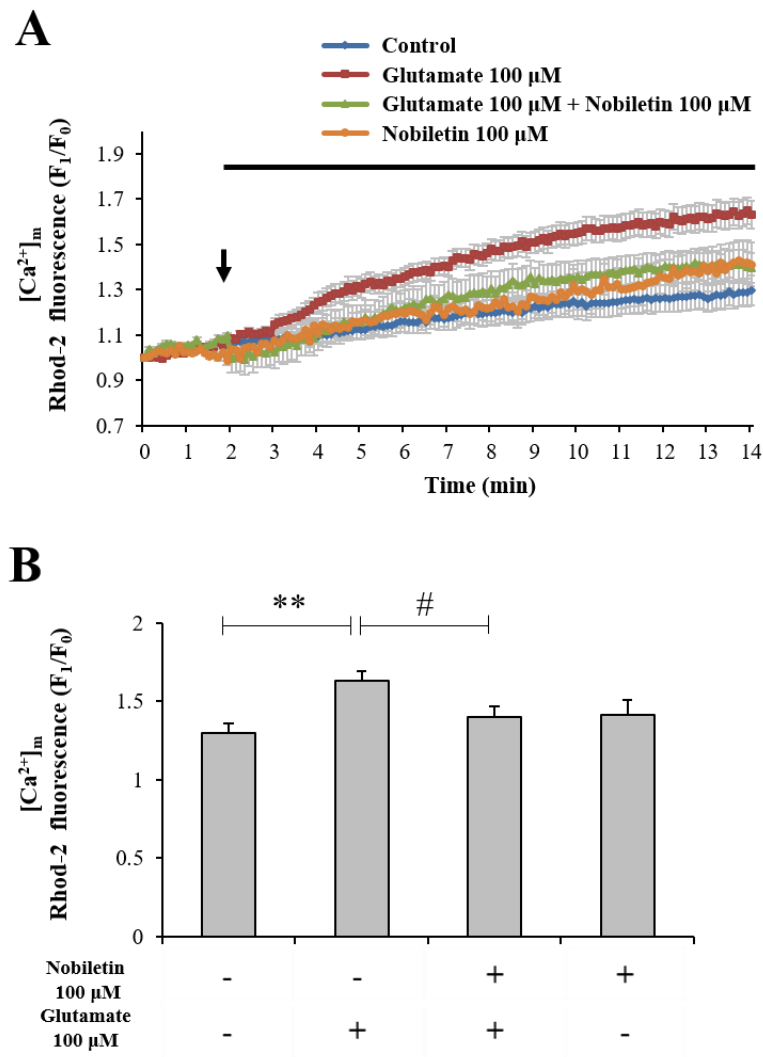 A
Control
Glutamate 100 μM
Glutamate 100 μM + Nobiletin 100 μM
Nobiletin 100 μM
[Ca²⁺]ₘ
Rhod-2 fluorescence (F₁/F₀)
1.9
1.7
1.5
1.3
1.1
0.9
0.7
0 1 2 3 4 5 6 7 8 9 10 11 12 13 14
Time (min)
B
[Ca²⁺]ₘ
Rhod-2 fluorescence (F₁/F₀)
** #
2
1.5
1
0.5
0
Nobiletin
100 μM
- - + +
Glutamate
100 μM
- + + -